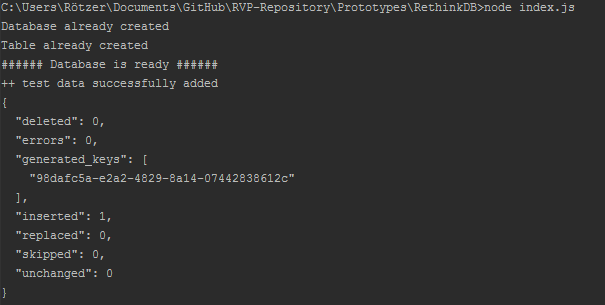 C:\Users\Rötzer\Documents\GitHub\RVP-Repository\Prototypes\RethinkDB>node index.js
Database already created
Table already created
###### Database is ready ######
++ test data successfully added
{
  "deleted": 0,
  "errors": 0,
  "generated_keys": [
    "98dafc5a-e2a2-4829-8a14-07442838612c"
  ],
  "inserted": 1,
  "replaced": 0,
  "skipped": 0,
  "unchanged": 0
}